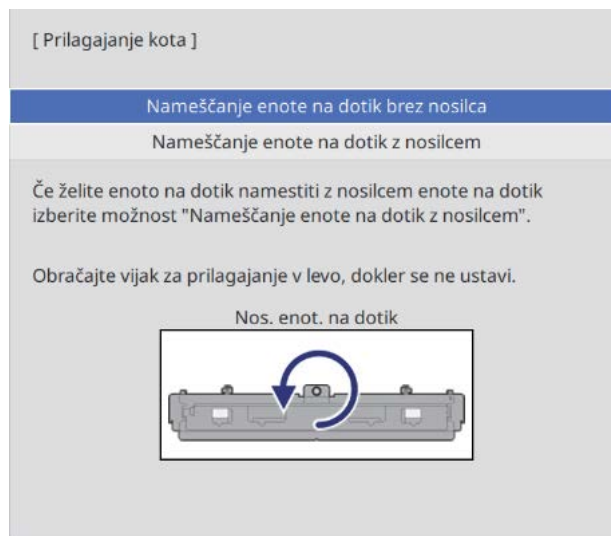 [ Prilagajanje kota ]
Nameščanje enote na dotik brez nosilca
Nameščanje enote na dotik z nosilcem
Če želite enoto na dotik namestiti z nosilcem enote na dotik
izberite možnost "Nameščanje enote na dotik z nosilcem".
Obračajte vijak za prilagajanje v levo, dokler se ne ustavi.
Nos. enot. na dotik